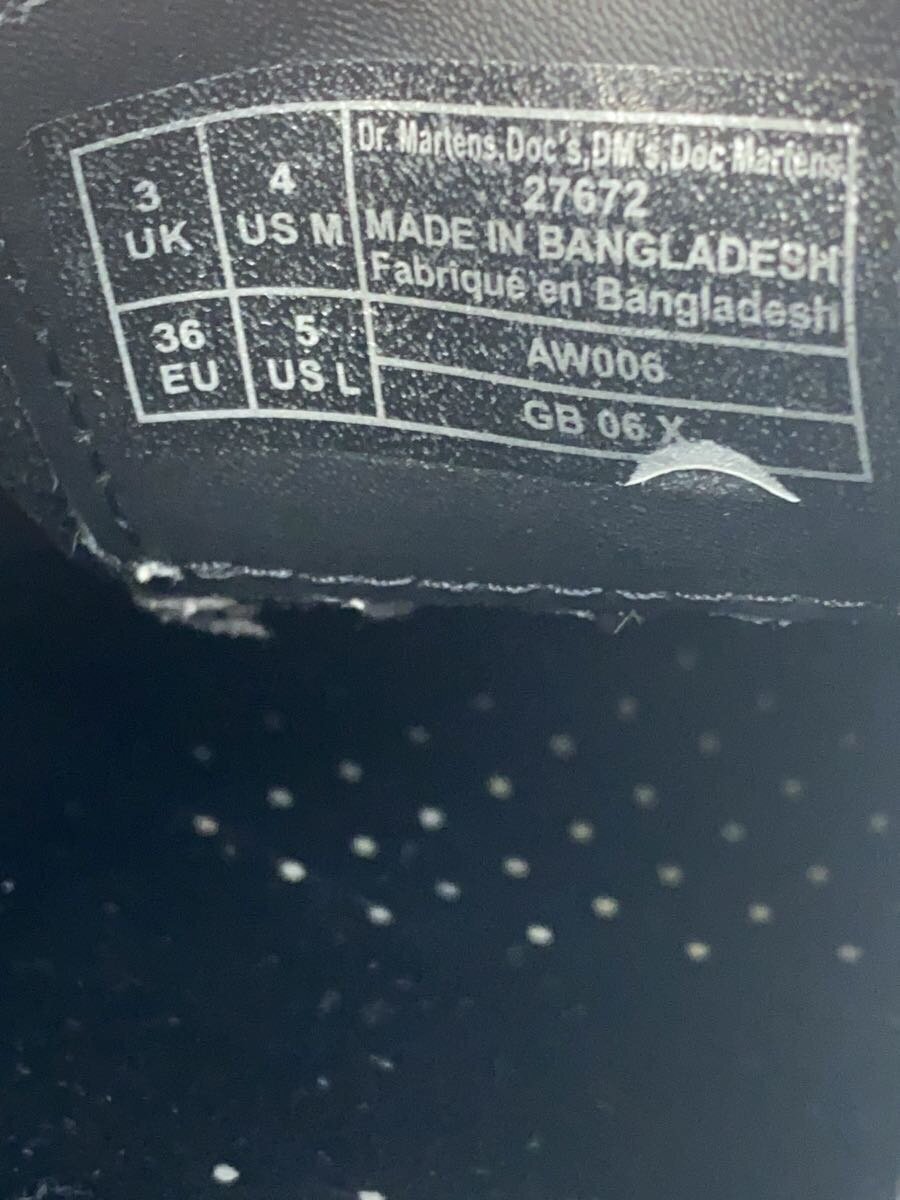 3
UK
4
US M
36
EU
5
US L
Dr. Martens,Doc's,DM's,Doc Martens.
27672
MADE IN BANGLADESH
Fabriqué en Bangladesh
AW006
GB 06 X